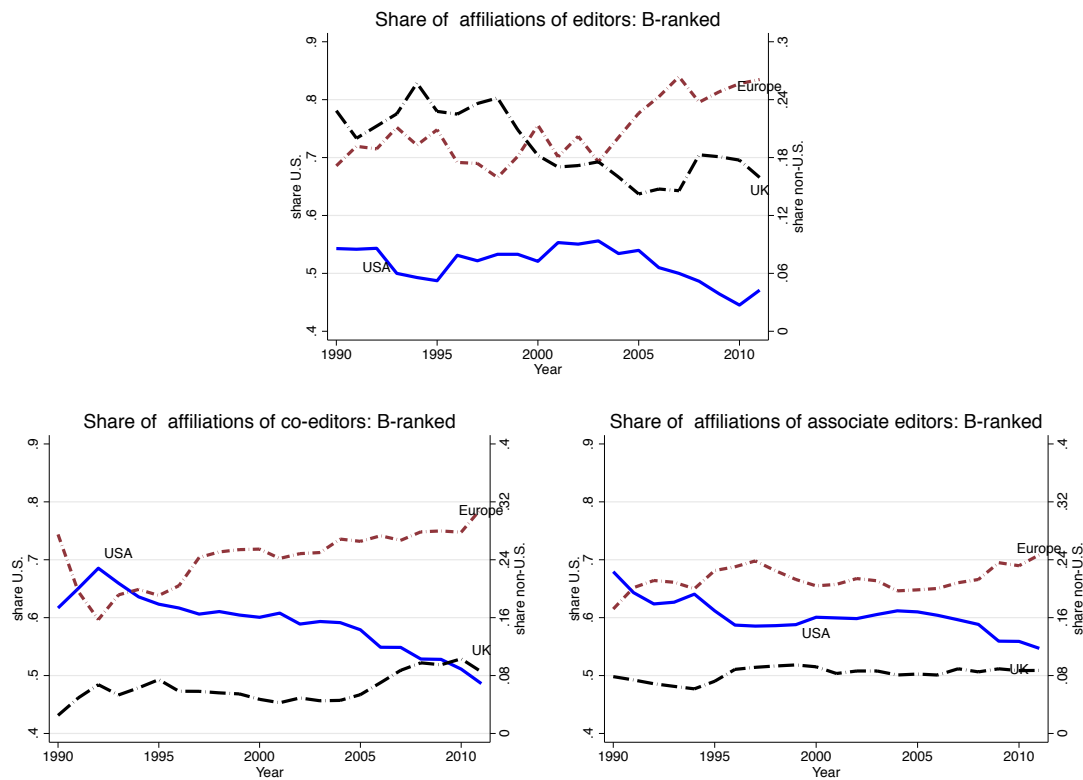 Share of  affiliations of editors: B-ranked
share U.S.
.4 .5 .6 .7 .8 .9
share non-U.S.
0 .06 .12 .18 .24 .3
Europe
UK
USA
1990 1995 2000 2005 2010
Year
Share of  affiliations of co-editors: B-ranked
share U.S.
.4 .5 .6 .7 .8 .9
share non-U.S.
0 .08 .16 .24 .32 .4
Europe
USA
UK
1990 1995 2000 2005 2010
Year
Share of  affiliations of associate editors: B-ranked
share U.S.
.4 .5 .6 .7 .8 .9
share non-U.S.
0 .08 .16 .24 .32 .4
Europe
USA
UK
1990 1995 2000 2005 2010
Year